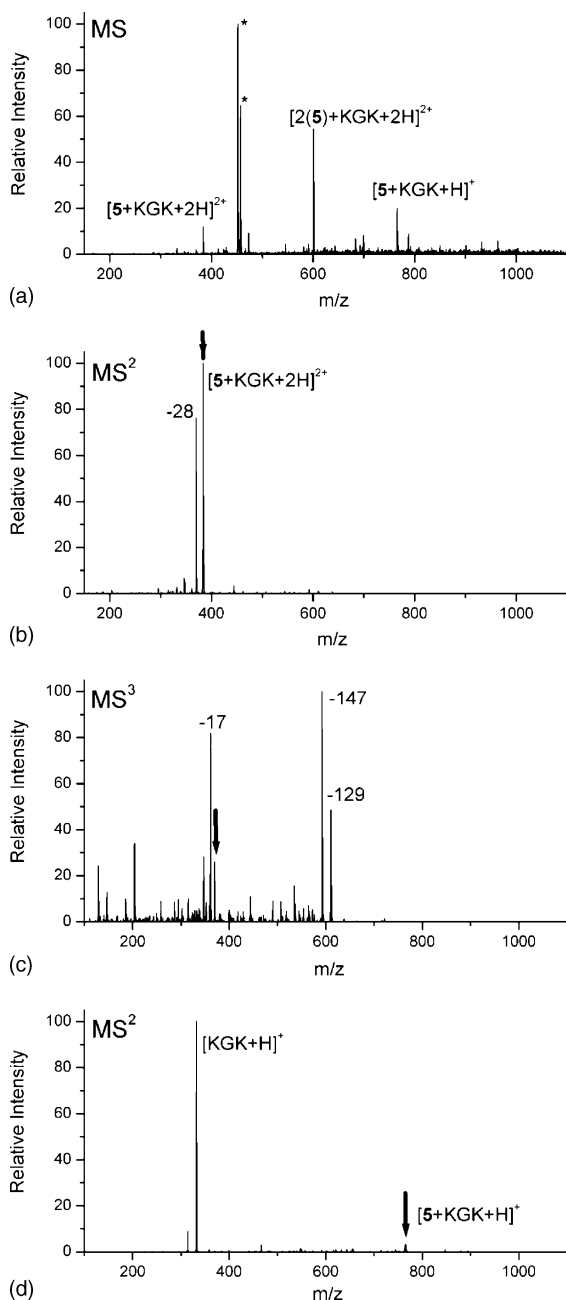 MS
100
80
60
40
20
0
Relative Intensity
*
*
[2(5)+KGK+2H]2+
[5+KGK+H]+
[5+KGK+2H]2+
200 400 600 800 1000
m/z
(a)
MS2
100
80
60
40
20
0
Relative Intensity
[5+KGK+2H]2+
-28
200 400 600 800 1000
m/z
(b)
MS3
100
80
60
40
20
0
Relative Intensity
-147
-17
-129
200 400 600 800 1000
m/z
(c)
MS2
100
80
60
40
20
0
Relative Intensity
[KGK+H]+
[5+KGK+H]+
200 400 600 800 1000
m/z
(d)